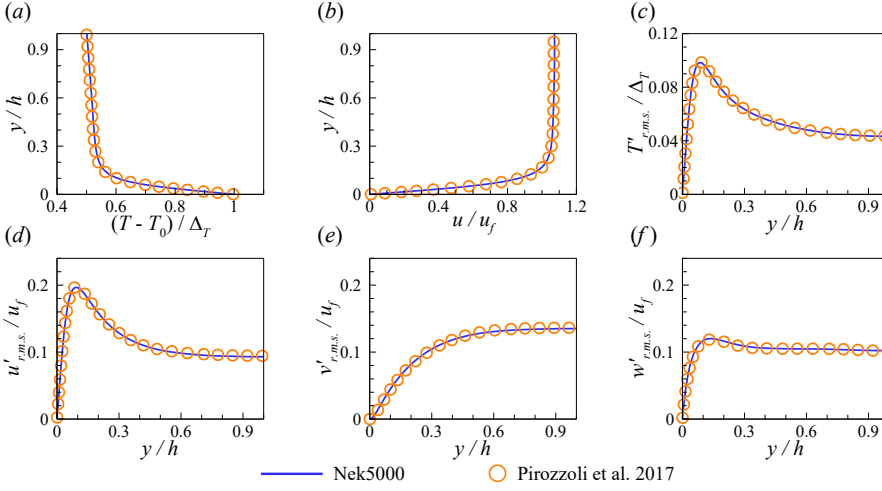 (a)
0.9
0.6
0.3
0
y/h
0.4 0.6 0.8 1
(T - T0) / ΔT
(b)
0.9
0.6
0.3
0
y/h
0 0.4 0.8 1.2
u/uf
(c)
0.12
0.08
0.04
0
T'r.m.s. / ΔT
0 0.3 0.6 0.9
y/h
(d)
0.2
0.1
0
u'r.m.s. / uf
0 0.3 0.6 0.9
y/h
(e)
0.2
0.1
0
v'r.m.s. / uf
0 0.3 0.6 0.9
y/h
(f)
0.2
0.1
0
w'r.m.s. / uf
0 0.3 0.6 0.9
y/h
Nek5000 Pirozzoli et al. 2017